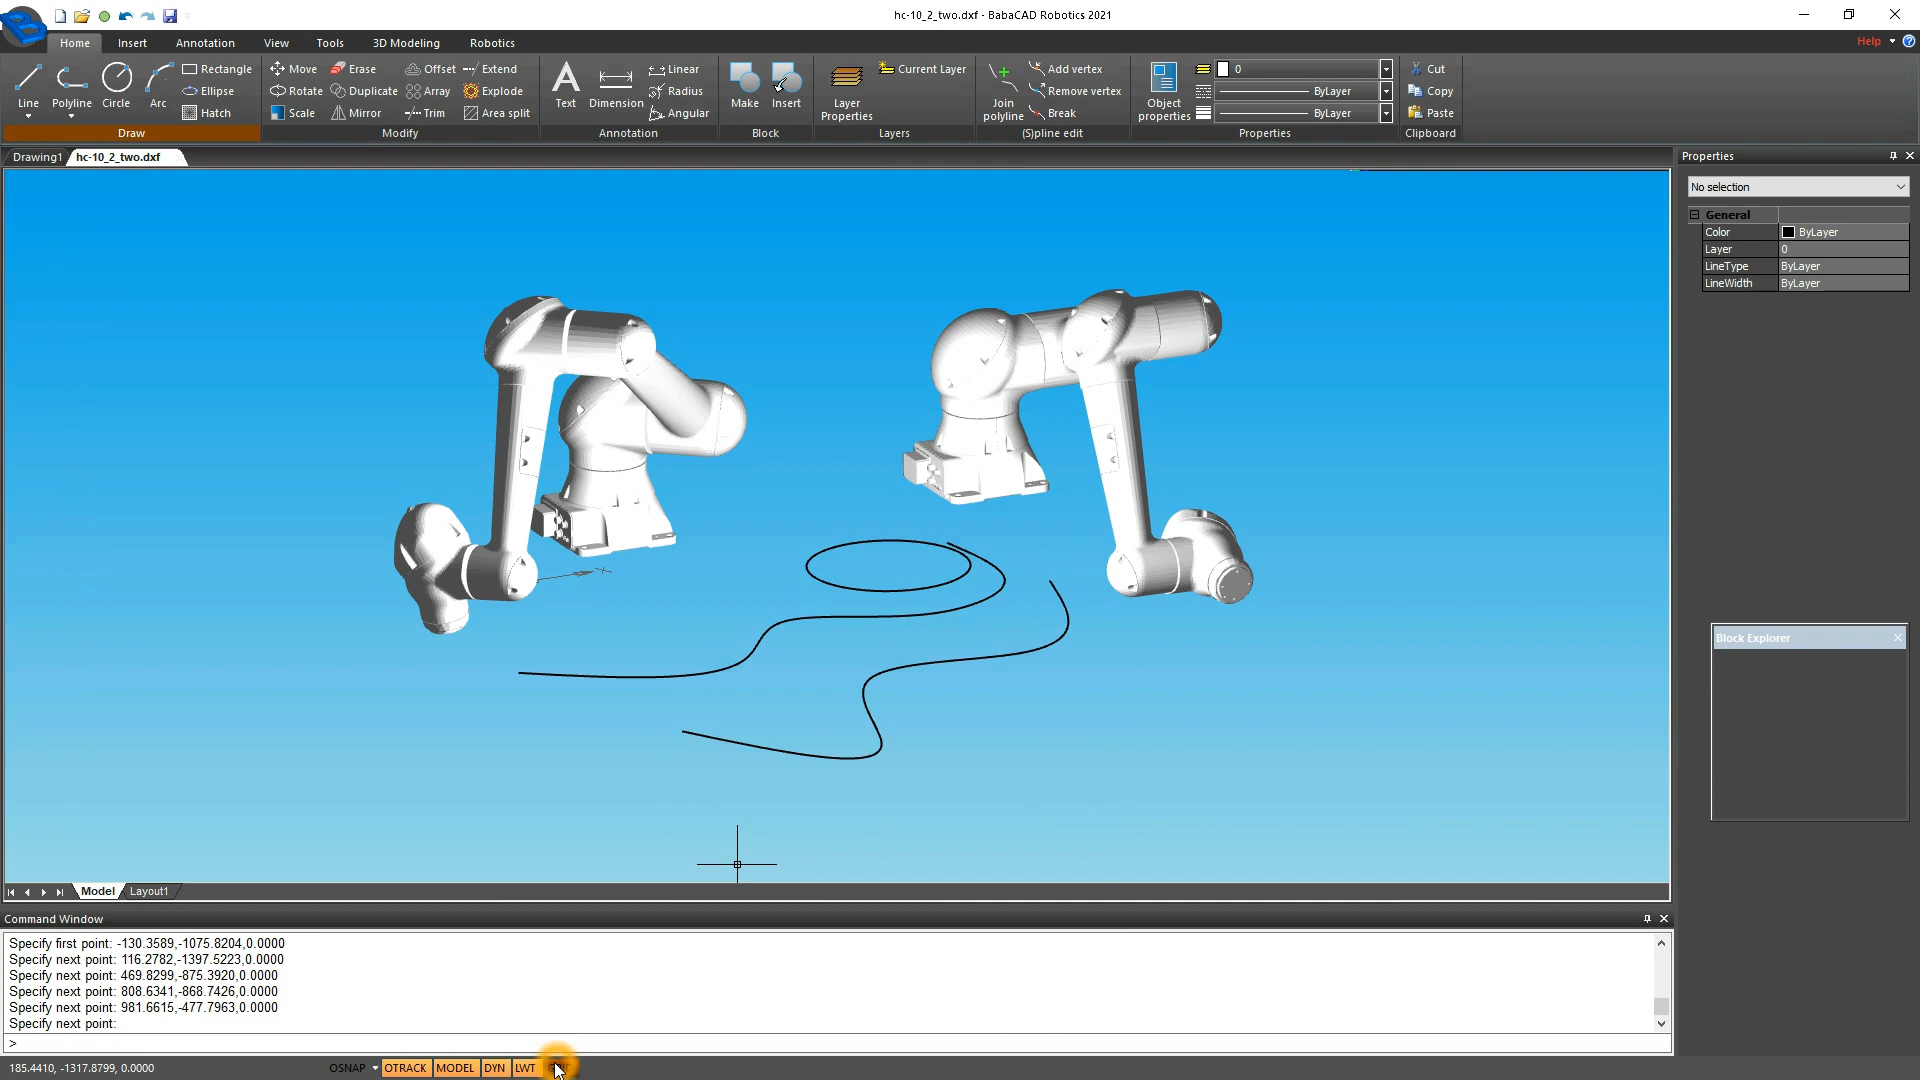 hc-10_2_two.dxf - BabaCAD Robotics 2021
Home Insert Annotation View Tools 3D Modeling Robotics Help
Line Polyline Circle Arc Rectangle Ellipse Hatch
Draw
Move Erase Offset Extend
Rotate Duplicate Array Explode
Scale Mirror Trim Area split
Modify
Text Dimension Linear Radius Angular
Annotation
Make Insert
Block
Layer Properties Current Layer
Layers
Join polyline Add vertex Remove vertex Break
(S)pline edit
Object properties 0 ByLayer ByLayer
Properties
Cut
Copy
Paste
Clipboard
Drawing1 hc-10_2_two.dxf
Properties
No selection
General
Color ByLayer
Layer 0
LineType ByLayer
LineWidth ByLayer
Block Explorer
Model Layout1
Command Window
Specify first point: -130.3589,-1075.8204,0.0000
Specify next point: 116.2782,-1397.5223,0.0000
Specify next point: 469.8299,-875.3920,0.0000
Specify next point: 808.6341,-868.7426,0.0000
Specify next point: 981.6615,-477.7963,0.0000
Specify next point:
>
185.4410, -1317.8799, 0.0000 OSNAP OTRACK MODEL DYN LWT